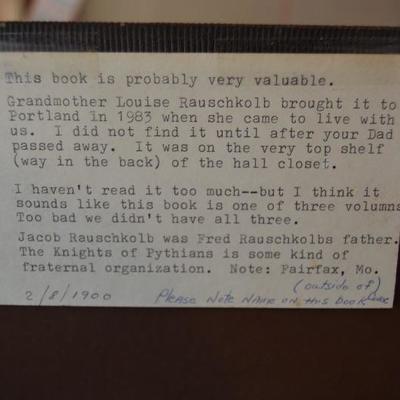 This book is probably very valuable.
Grandmother Louise Rauschkolb brought it to
Portland in 1983 when she came to live with
us.  I did not find it until after your Dad
passed away.  It was on the very top shelf
(way in the back) of the hall closet.
I haven't read it too much--but I think it
sounds like this book is one of three volumns
Too bad we didn't have all three.
Jacob Rauschkolb was Fred Rauschkolbs father.
The Knights of Pythians is some kind of
fraternal organization.  Note: Fairfax, Mo.
(outside of)
2/8/1900 Please Note Name on this book